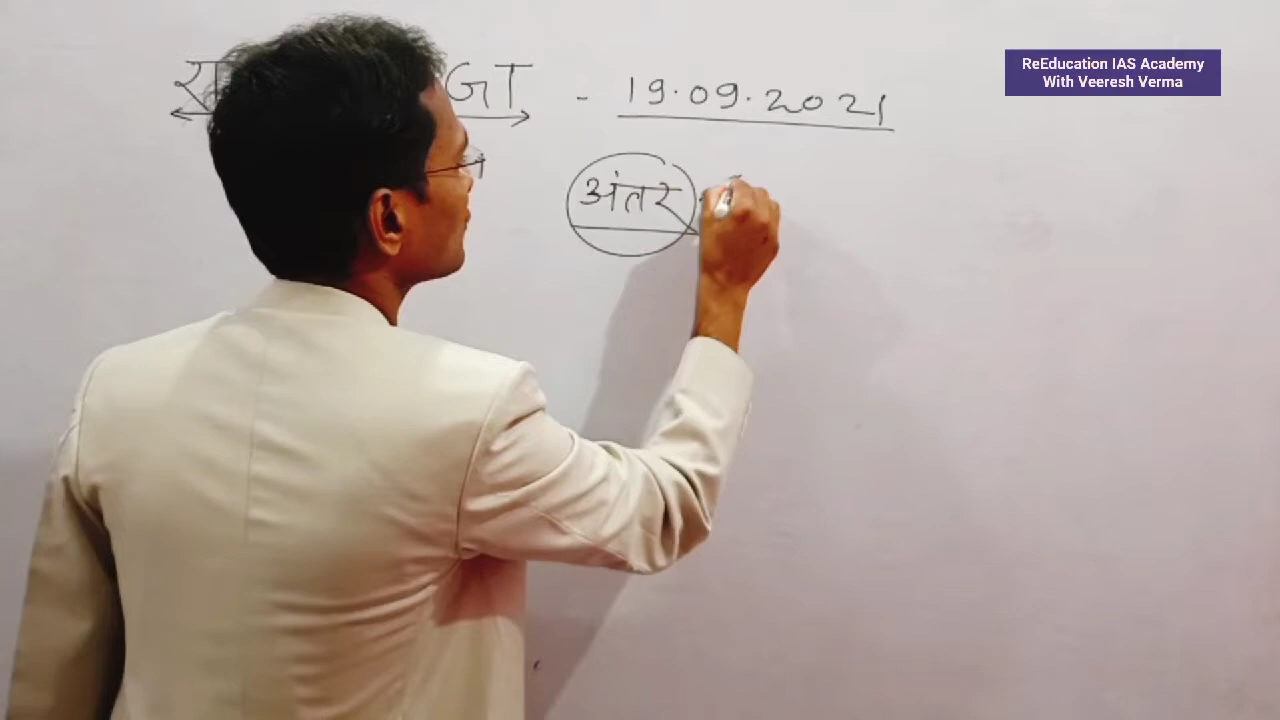 ReEducation IAS Academy
With Veeresh Verma
GT - 19.09.2021
अंतर